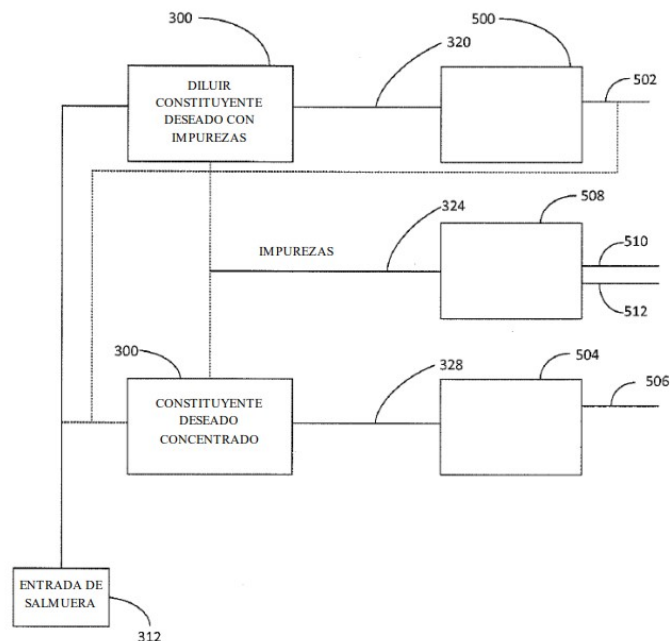 300
320
500
502
DILUIR
CONSTITUYENTE
DESEADO CON
IMPUREZAS
508
324
510
IMPUREZAS
512
300
328
504
506
CONSTITUYENTE
DESEADO
CONCENTRADO
ENTRADA DE
SALMUERA
312